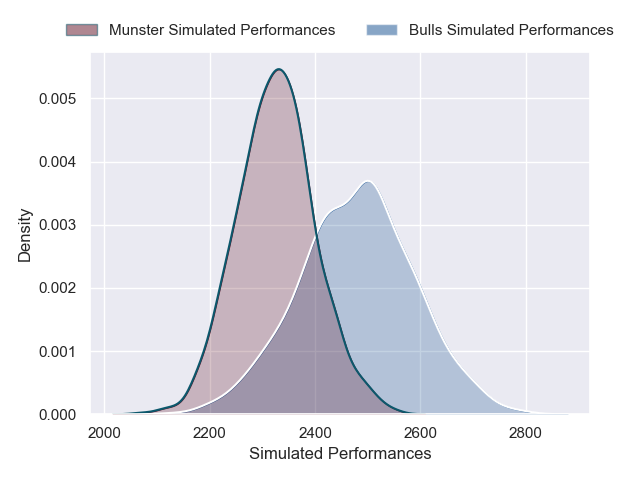 Munster Simulated Performances Bulls Simulated Performances
0.005
0.004
0.003
0.002
0.001
0.000
Density
2000 2200 2400 2600 2800
Simulated Performances